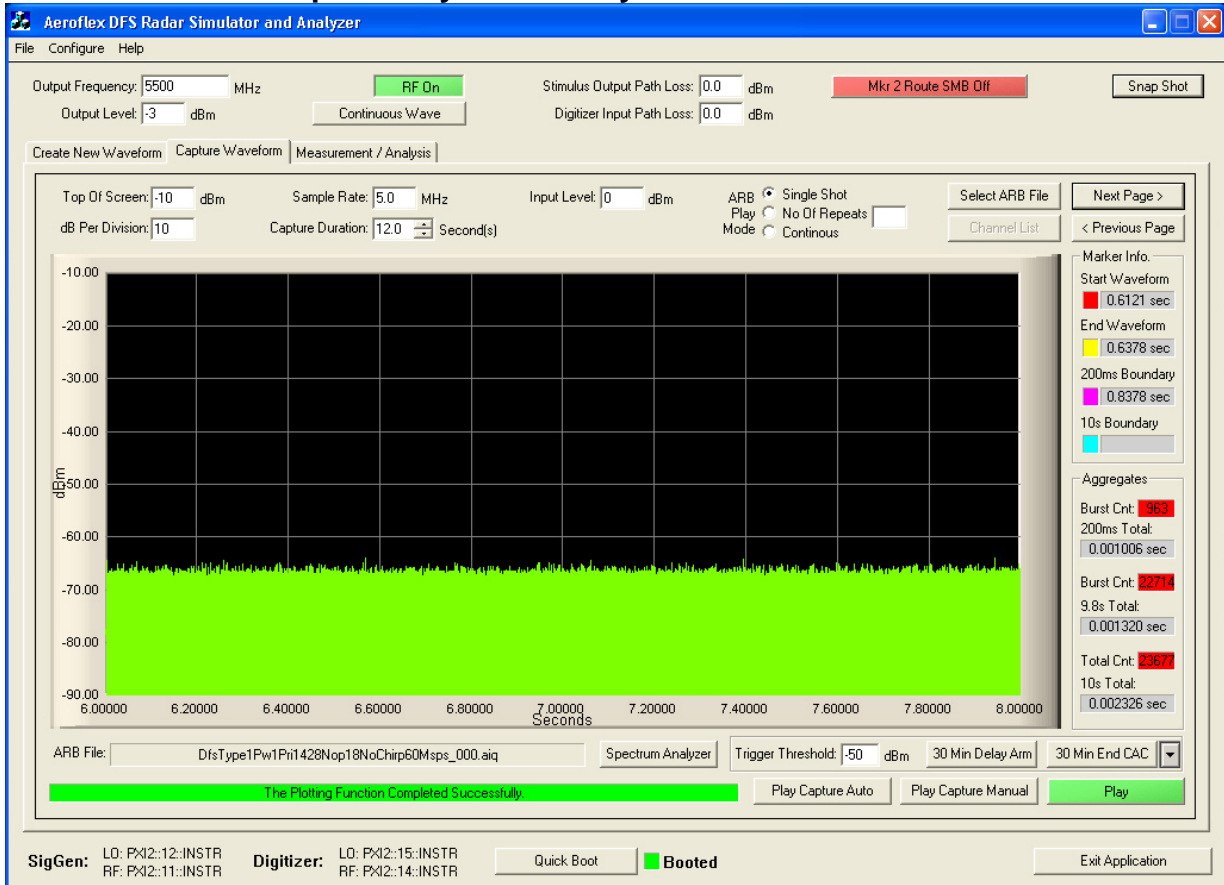 Aeroflex DFS Radar Simulator and Analyzer
File Configure Help
Output Frequency: 5500 MHz RF On Stimulus Output Path Loss: 0.0 dBm Mkr 2 Route SMB Off Snap Shot
Output Level: -3 dBm Continuous Wave Digitizer Input Path Loss: 0.0 dBm
Create New Waveform Capture Waveform Measurement / Analysis
Top Of Screen: -10 dBm Sample Rate: 5.0 MHz Input Level: 0 dBm ARB Play Mode Single Shot Select ARB File Next Page >
No Of Repeats
dB Per Division: 10 Capture Duration: 12.0 Second(s) Continous Channel List < Previous Page
Marker Info.
Start Waveform
0.6121 sec
End Waveform
0.6378 sec
200ms Boundary
0.8378 sec
10s Boundary
Aggregates
Burst Cnt: 963
200ms Total:
0.001006 sec
Burst Cnt: 22714
9.8s Total:
0.001320 sec
Total Cnt: 23677
10s Total:
0.002326 sec
-10.00
-20.00
-30.00
-40.00
-50.00
-60.00
-70.00
-80.00
-90.00
dBm
6.00000 6.20000 6.40000 6.60000 6.80000 7.00000 7.20000 7.40000 7.60000 7.80000 8.00000
Seconds
ARB File: DfsType1Pw1Pri1428Nop18NoChirp60Msps_000.aiq Spectrum Analyzer Trigger Threshold: -50 dBm 30 Min Delay Arm 30 Min End CAC
The Plotting Function Completed Successfully. Play Capture Auto Play Capture Manual Play
SigGen: LO: PXI2::12::INSTR Digitizer: LO: PXI2::15::INSTR Quick Boot Booted Exit Application
RF: PXI2::11::INSTR RF: PXI2::14::INSTR